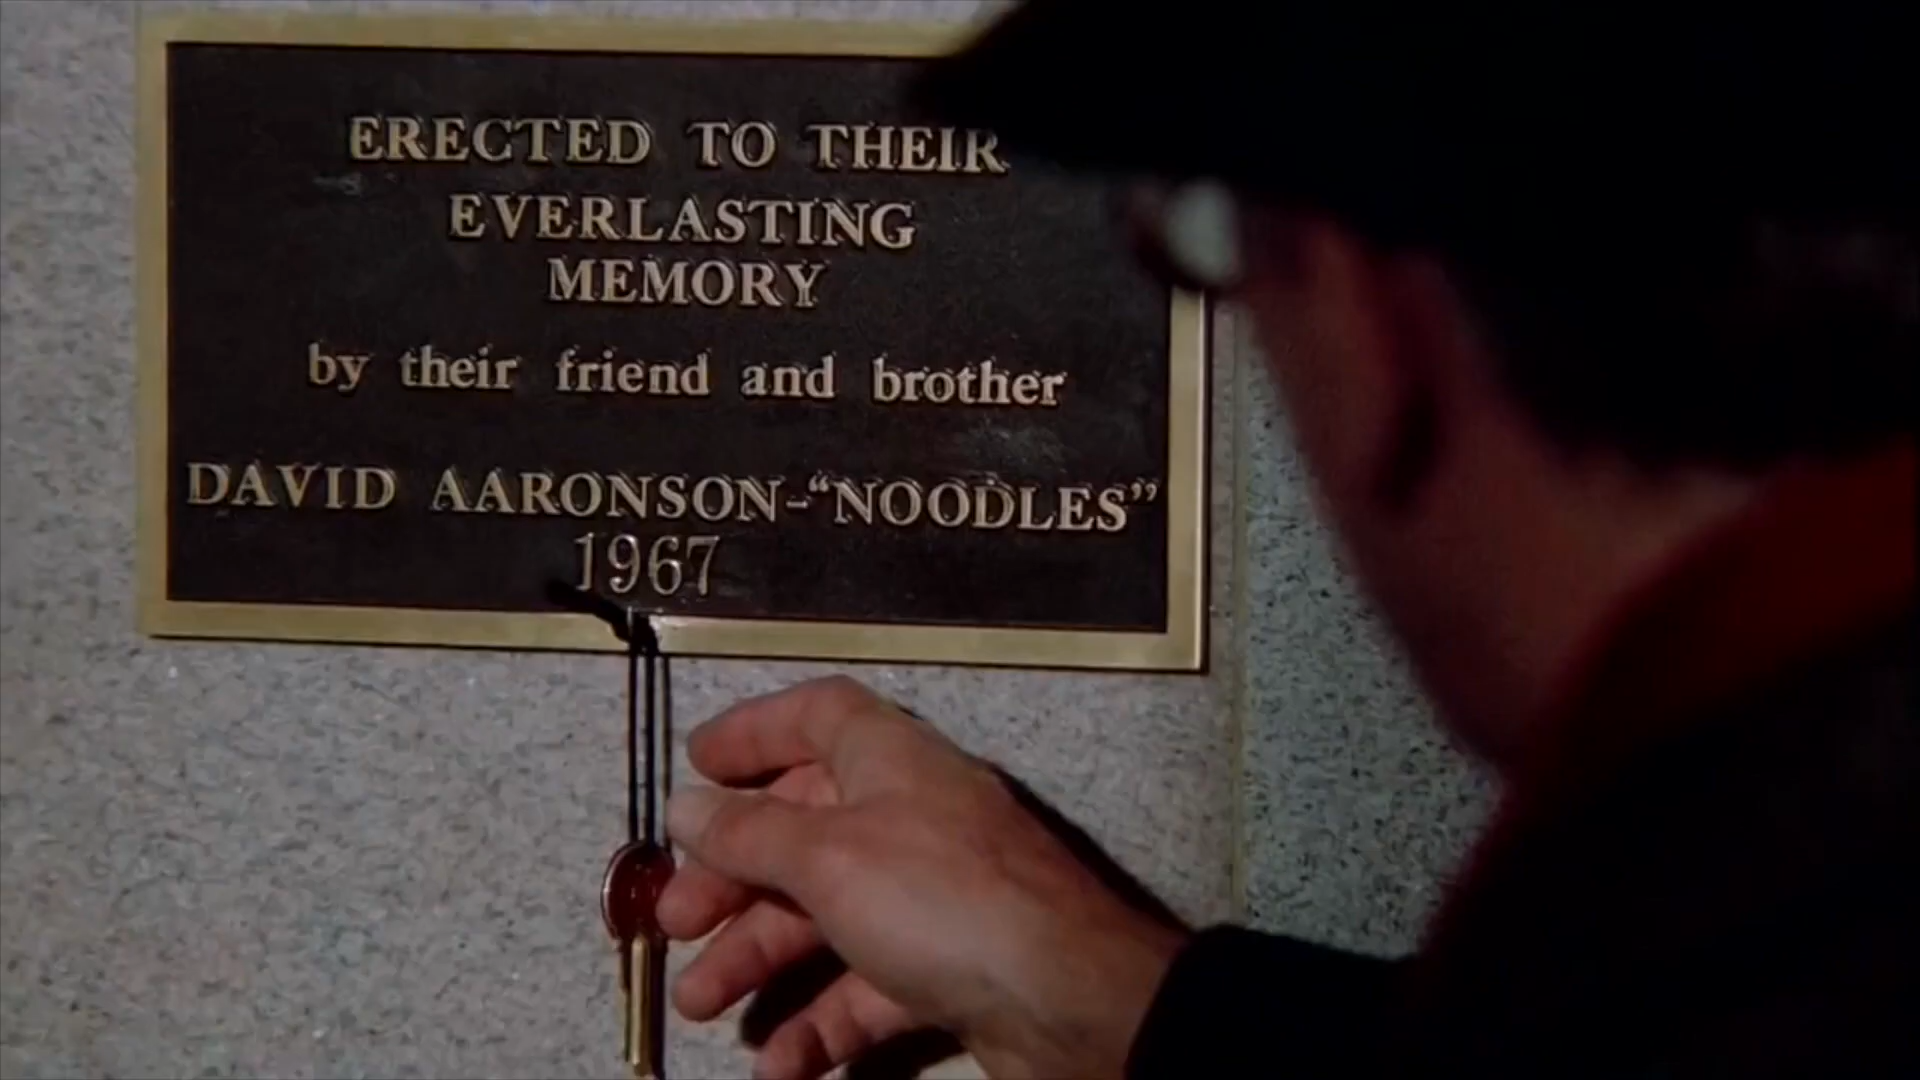 ERECTED TO THEIR
EVERLASTING
MEMORY
by their friend and brother
DAVID AARONSON-“NOODLES”
1967